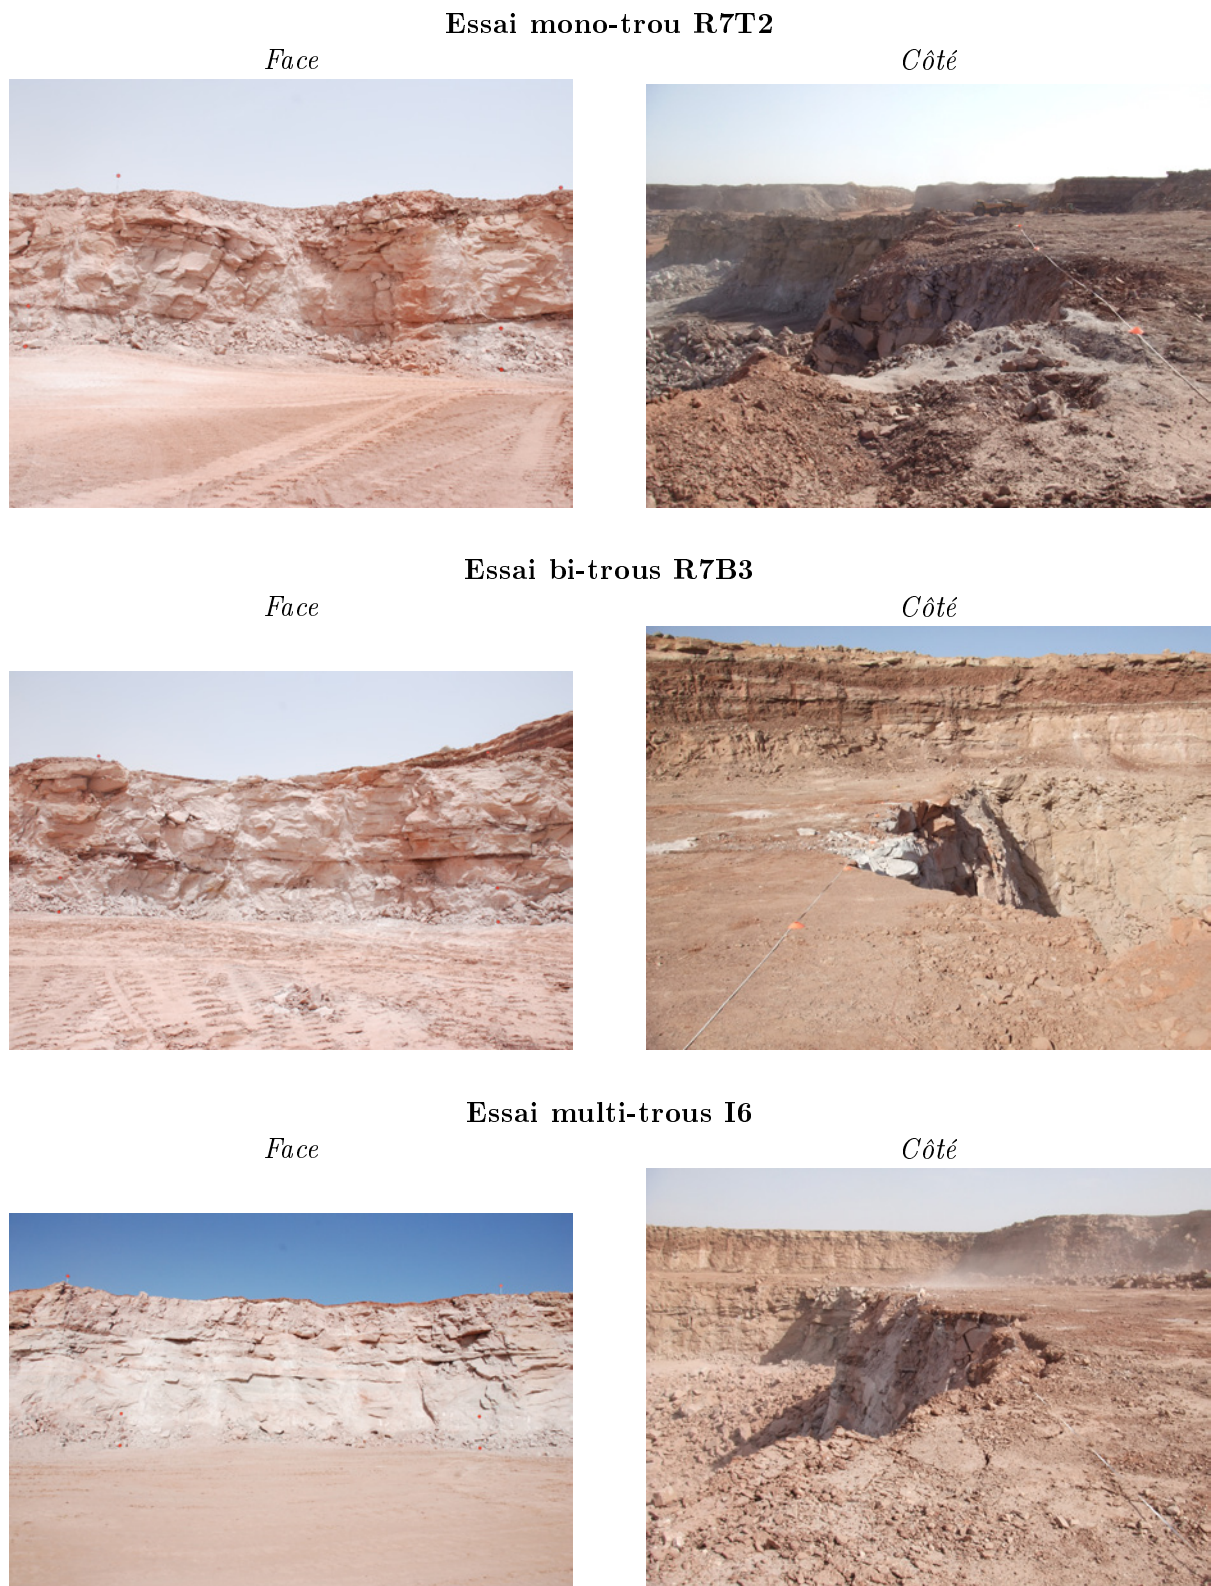 Essai mono-trou R7T2
Face Côté
Essai bi-trous R7B3
Face Côté
Essai multi-trous I6
Face Côté